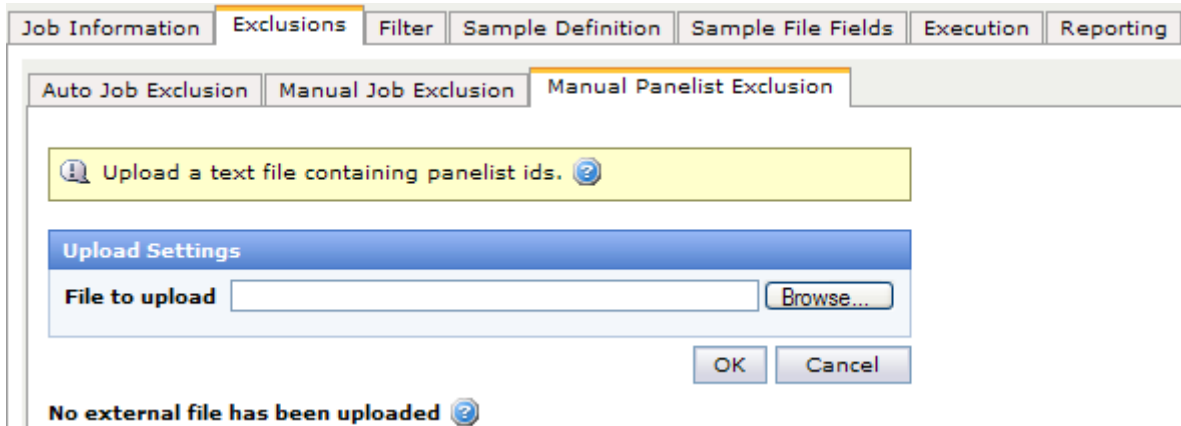 Job Information Exclusions Filter Sample Definition Sample File Fields Execution Reporting
Auto Job Exclusion Manual Job Exclusion Manual Panelist Exclusion
Upload a text file containing panelist ids.
Upload Settings
File to upload Browse...
OK Cancel
No external file has been uploaded